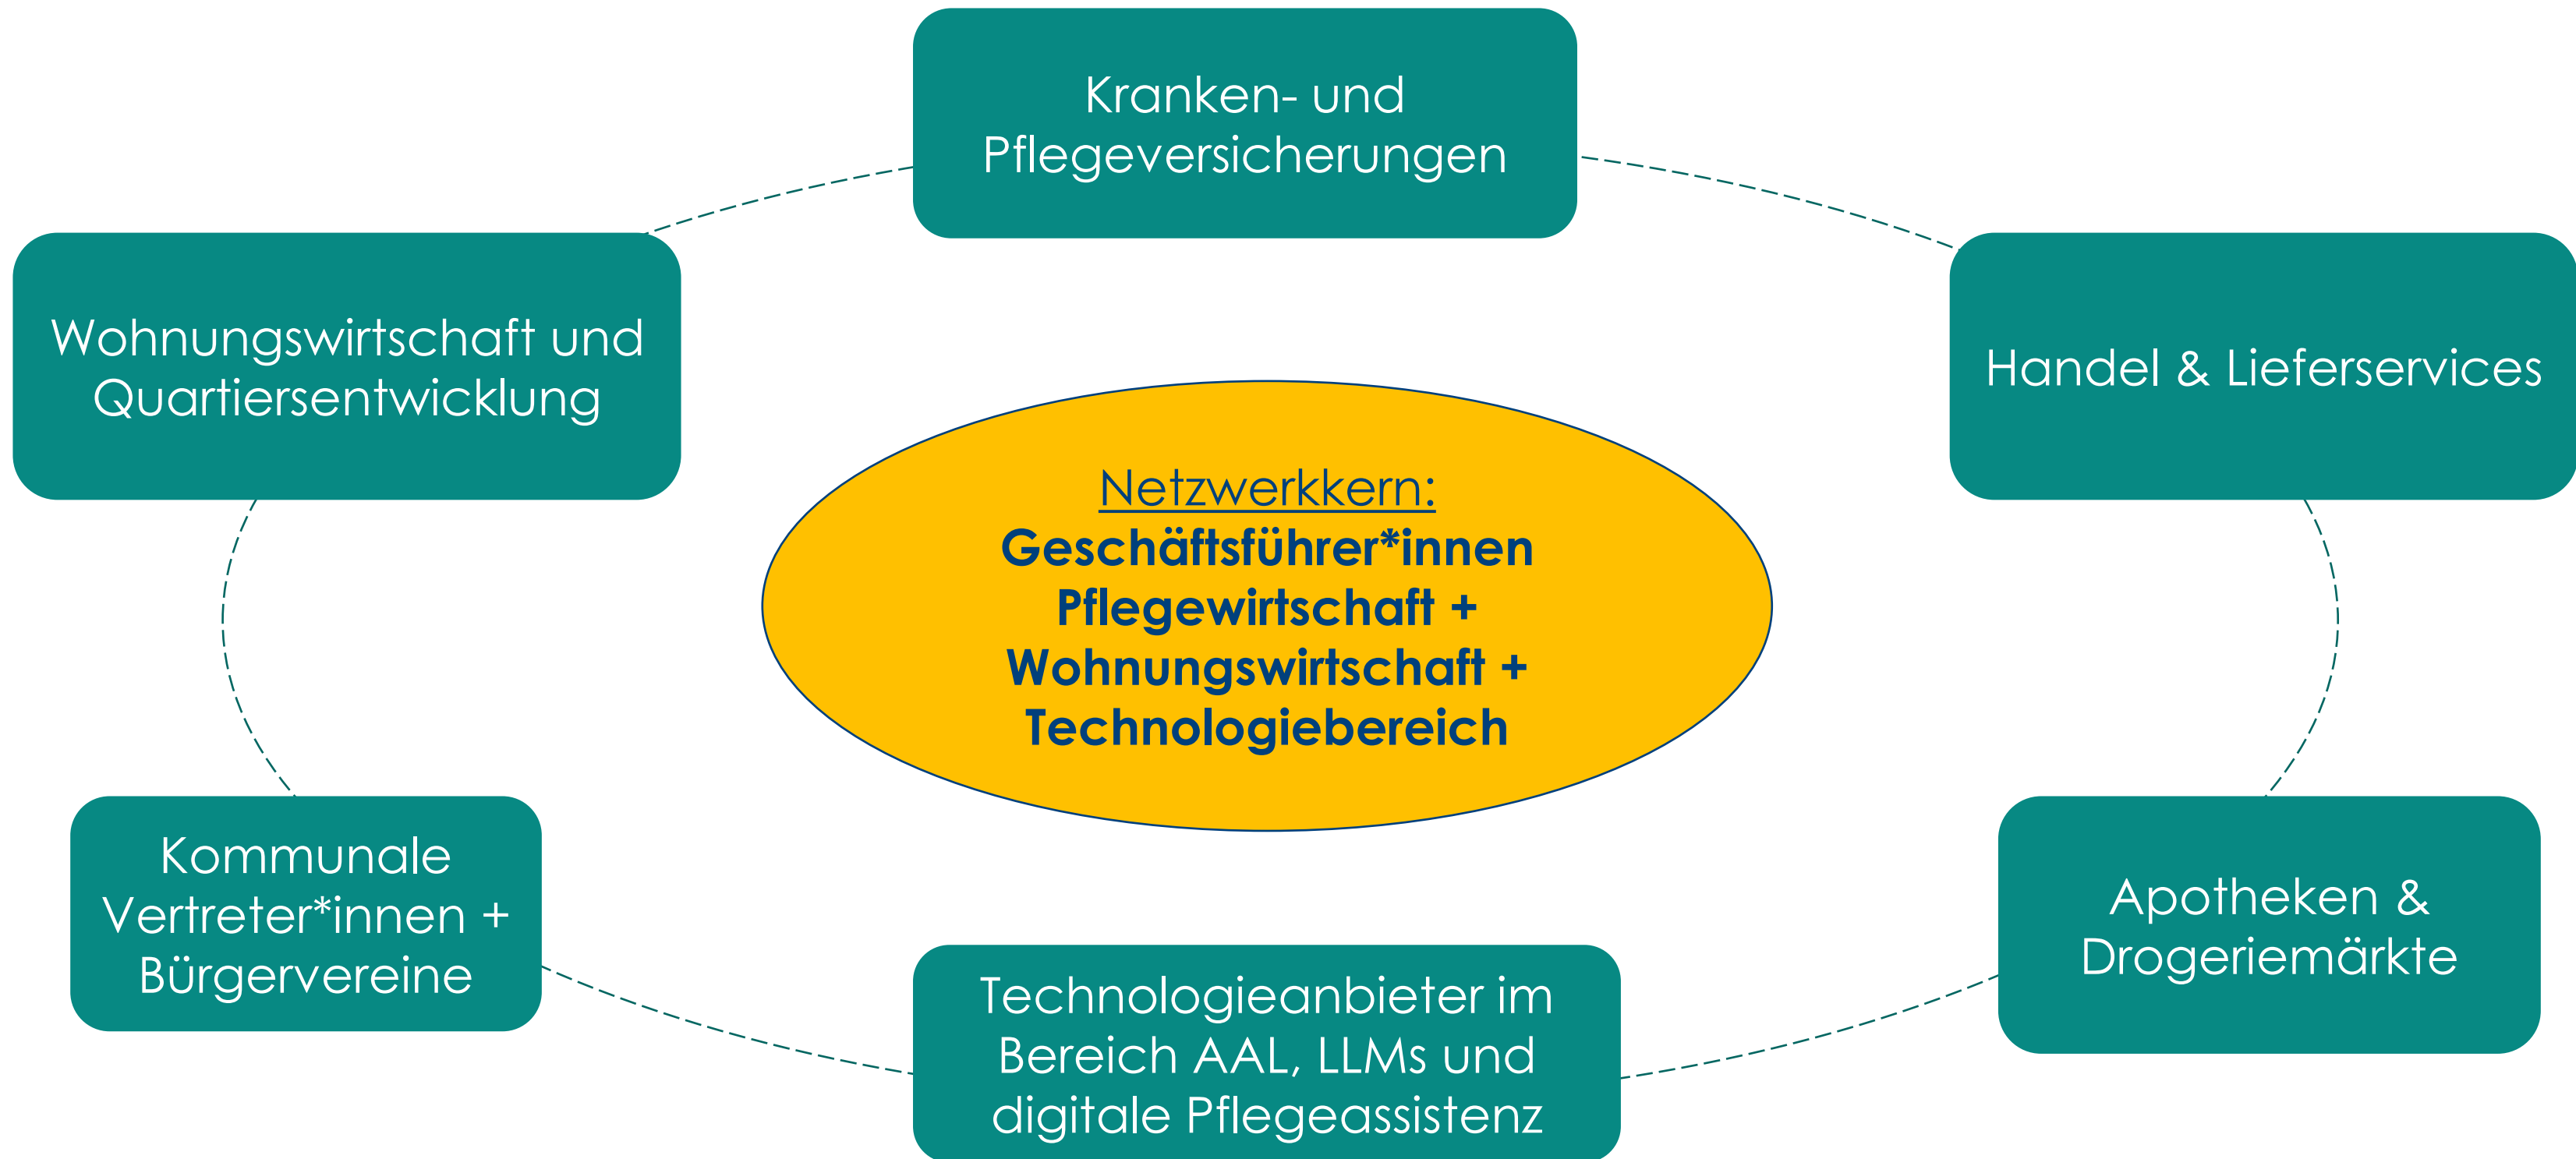 Kranken- und
Pflegeversicherungen
Wohnungswirtschaft und
Quartiersentwicklung
Handel & Lieferservices
Netzwerkkern:
Geschäftsführer*innen
Pflegewirtschaft +
Wohnungswirtschaft +
Technologiebereich
Kommunale
Vertreter*innen +
Bürgervereine
Apotheken &
Drogeriemärkte
Technologieanbieter im
Bereich AAL, LLMs und
digitale Pflegeassistenz